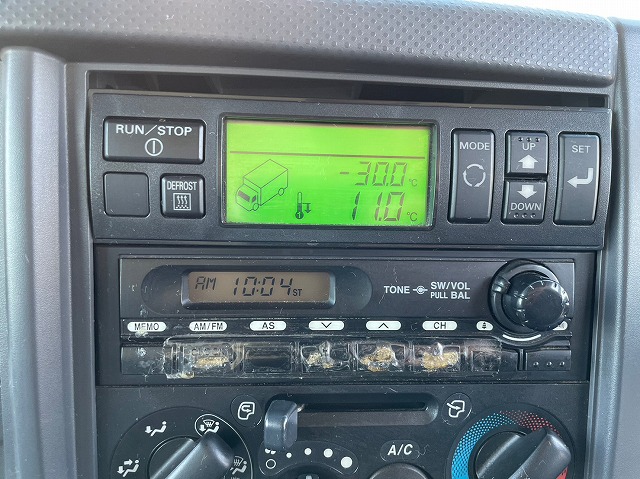 RUN/STOP
DEFROST
-30.0 °C
11.0 °C
MODE
UP
DOWN
SET
AM 10:04 ST
TONE SW/VOL
PULL BAL
MEMO AM/FM AS CH
A/C